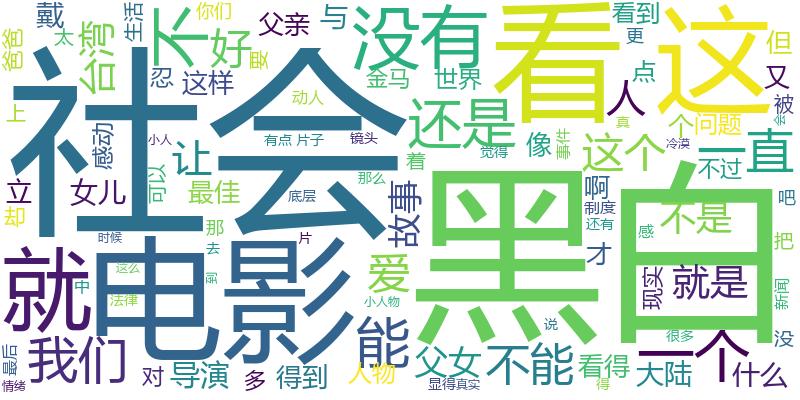 爸爸
戴
太
生活
你们
父亲
与
没有
看
看到
更
这
但
不
好
要
台湾
忍
这样
金马
世界
点
又
被
上
社会
动人
人
个
问题
真
会
感动
小人
有点
片子
镜头
还是
觉得
像
事件
这个
冷漠
不过
一直
让
着
立
女儿
可以
最佳
底层
那么
故事
啊
制度
还有
黑白
不是
吧
却
那
时候
去
片
才
感
把
就
电影
爱
现实
就是
新闻
这么
到
中
法律
小人物
说
很多
没
最后
我们
能
父女
不能
看得
一个
情绪
对
导演
多
得到
人物
显得
真实
得
大陆
什么